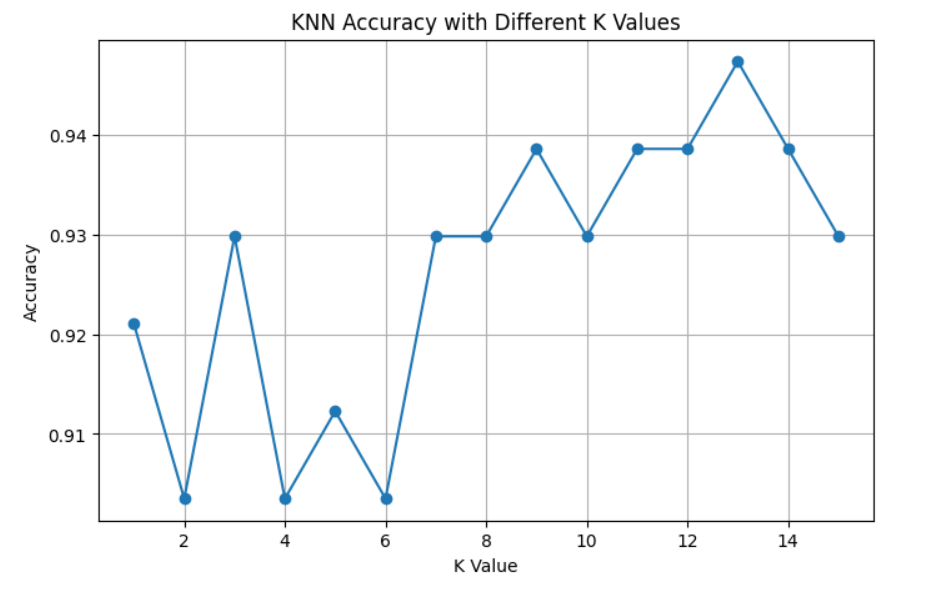 KNN Accuracy with Different K Values
0.94
0.93
0.92
0.91
Accuracy
2 4 6 8 10 12 14
K Value